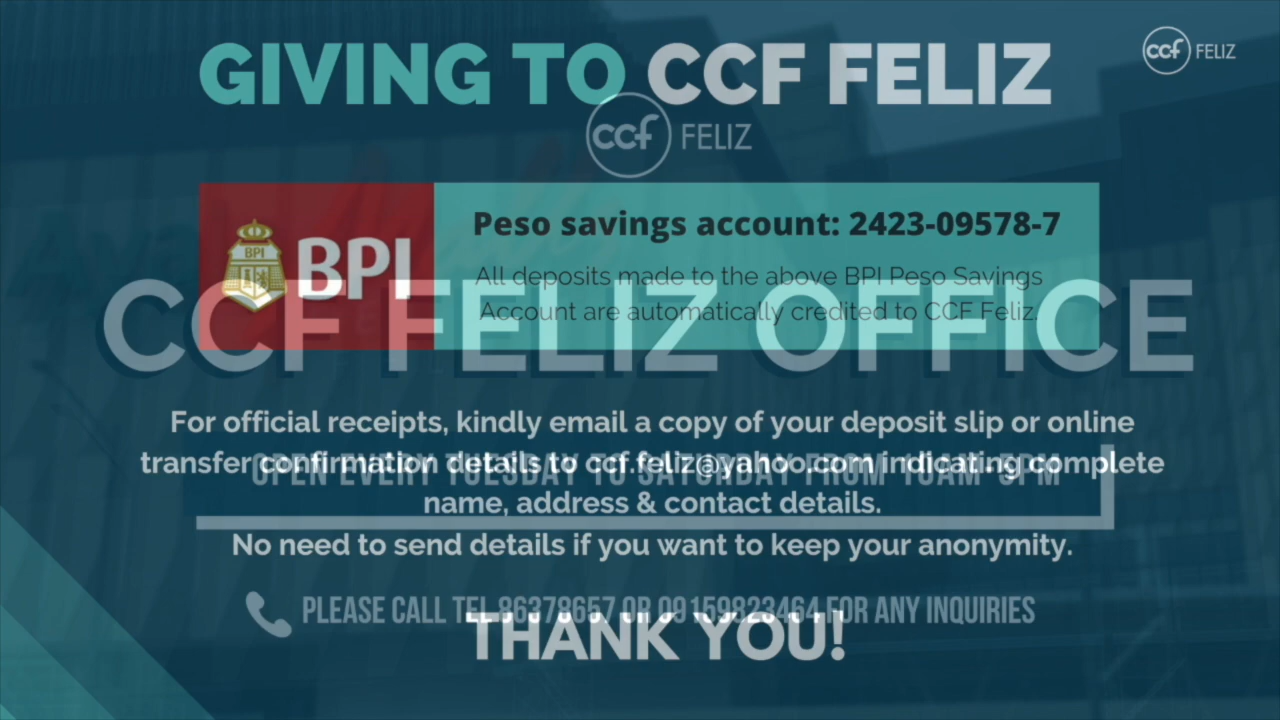 GIVING TO CCF FELIZ
ccf FELIZ
ccf FELIZ
BPI
BPI
Peso savings account: 2423-09578-7
All deposits made to the above BPI Peso Savings
Account are automatically credited to CCF Feliz.
CCF FELIZ OFFICE
For official receipts, kindly email a copy of your deposit slip or online
transfer confirmation details to ccf.feliz@yahoo.com indicating complete
OPEN EVERY TUESDAY TO SATURDAY FROM 10AM-
name, address & contact details.
No need to send details if you want to keep your anonymity.
PLEASE CALL TEL 86378657 OR 09159823464 FOR ANY INQUIRIES
THANK YOU!